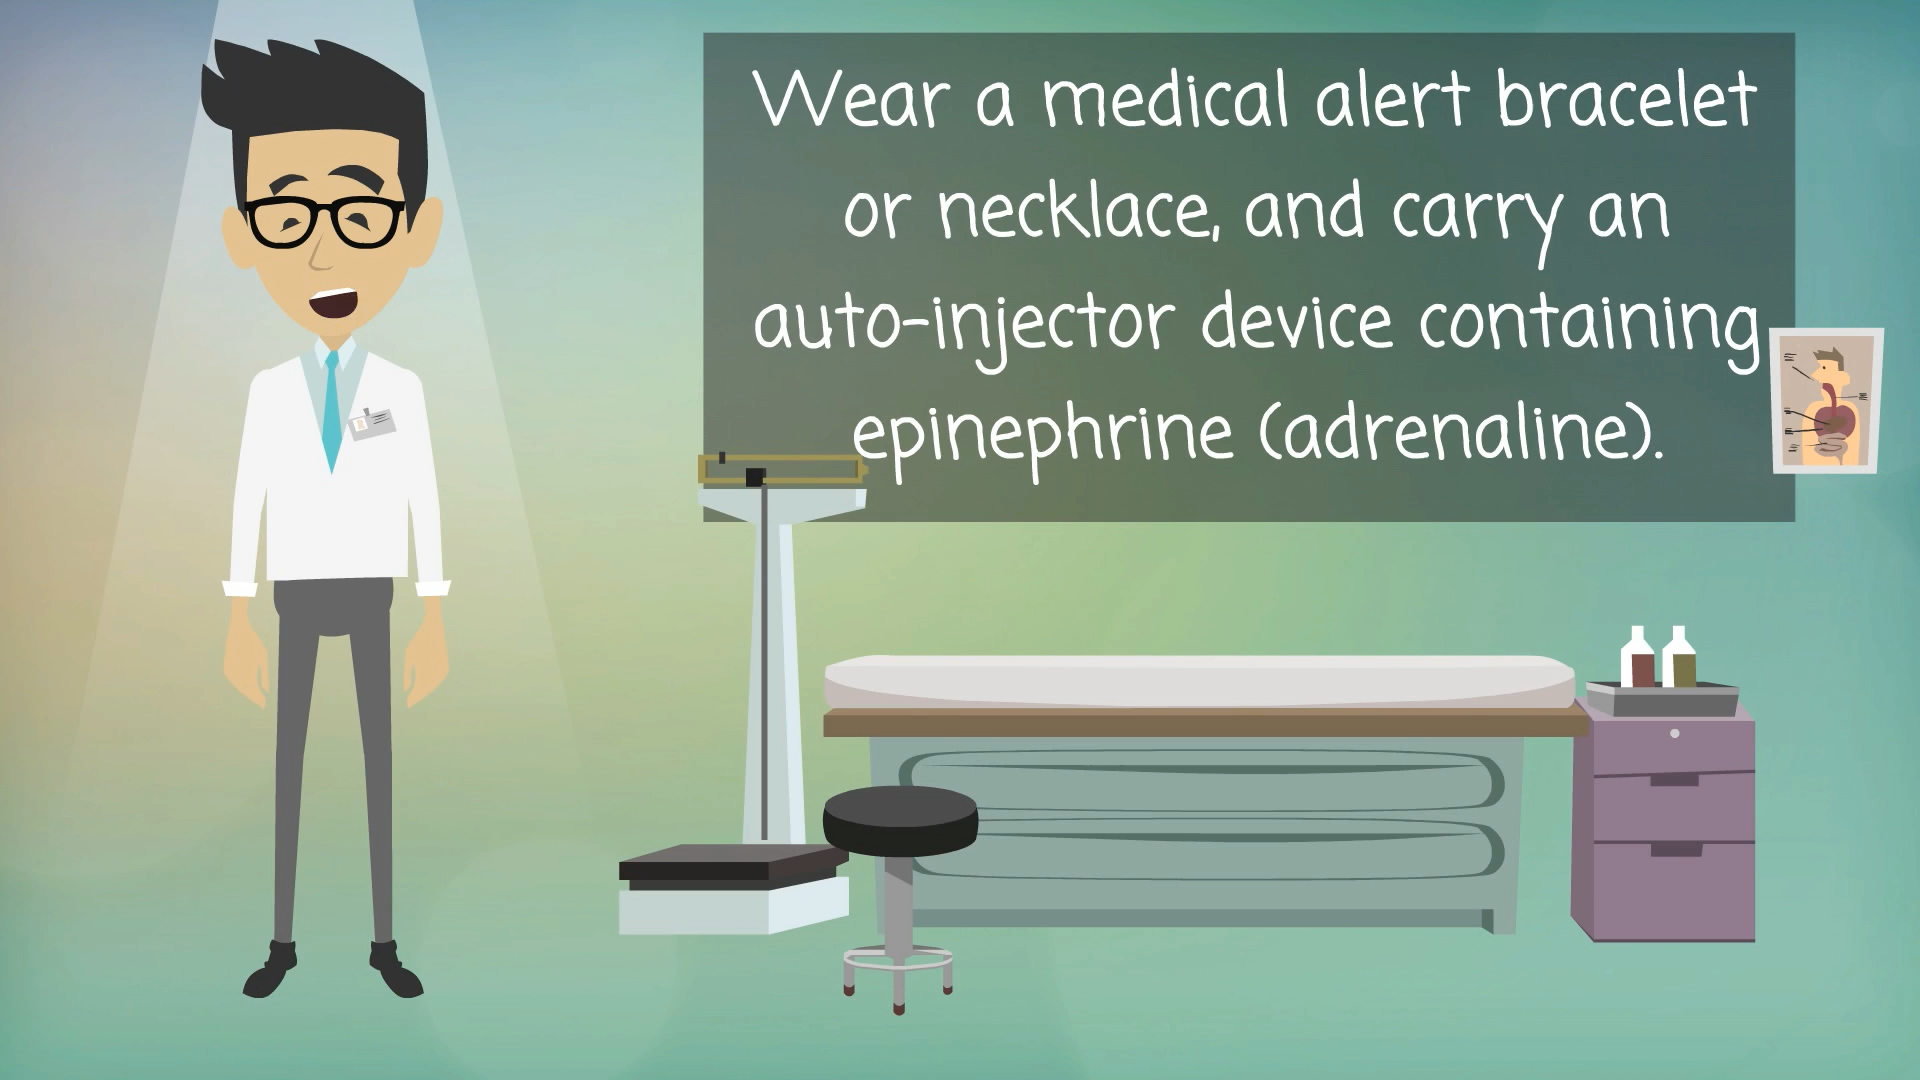 Wear a medical alert bracelet
or necklace, and carry an
auto-injector device containing
epinephrine (adrenaline).